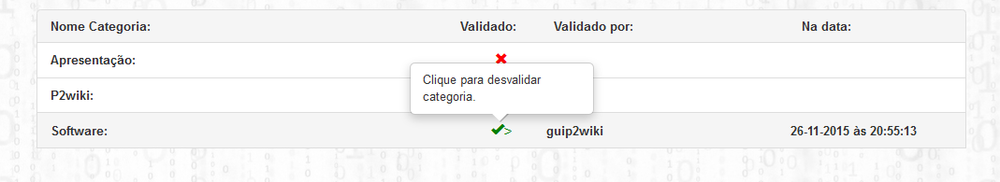 Nome Categoria: Validado: Validado por: Na data:
Apresentação:
Clique para desvalidar
categoria.
P2wiki:
Software: > guip2wiki 26-11-2015 às 20:55:13